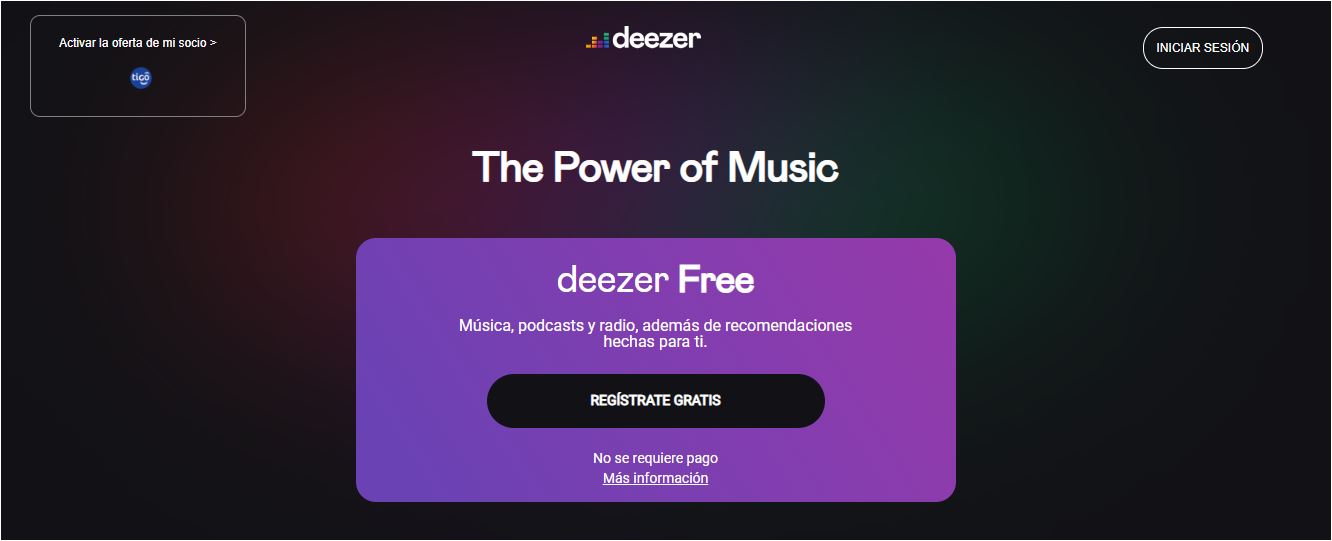 Activar la oferta de mi socio >
tigo
deezer
INICIAR SESIÓN
The Power of Music
deezer Free
Música, podcasts y radio, además de recomendaciones
hechas para ti.
REGÍSTRATE GRATIS
No se requiere pago
Más información